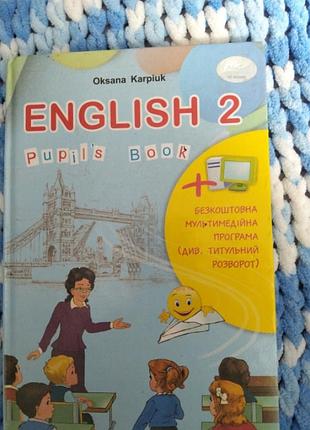 Oksana Karpiuk
ENGLISH 2
Pupil's Book
+
БЕЗКОШТОВНА
МУЛЬТИМЕДІЙНА
ПРОГРАМА
(ДИВ. ТИТУЛЬНИЙ
РОЗВОРОТ)